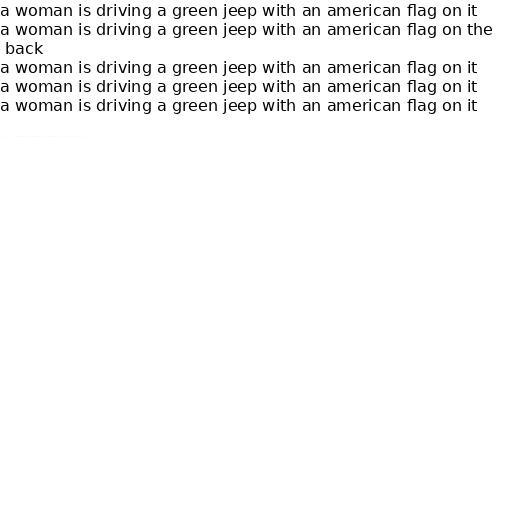 a woman is driving a green jeep with an american flag on it
a woman is driving a green jeep with an american flag on the
back
a woman is driving a green jeep with an american flag on it
a woman is driving a green jeep with an american flag on it
a woman is driving a green jeep with an american flag on it